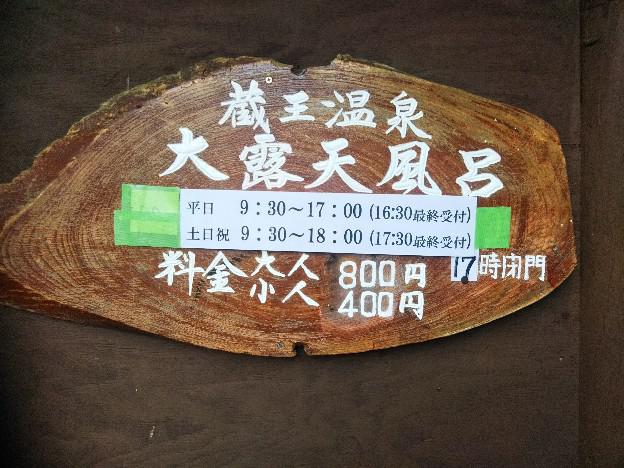 蔵王温泉
大露天風呂
平日 9：30～17：00 (16:30最終受付)
土日祝 9：30～18：00 (17:30最終受付)
料金大人 800円 17時閉門
小人 400円